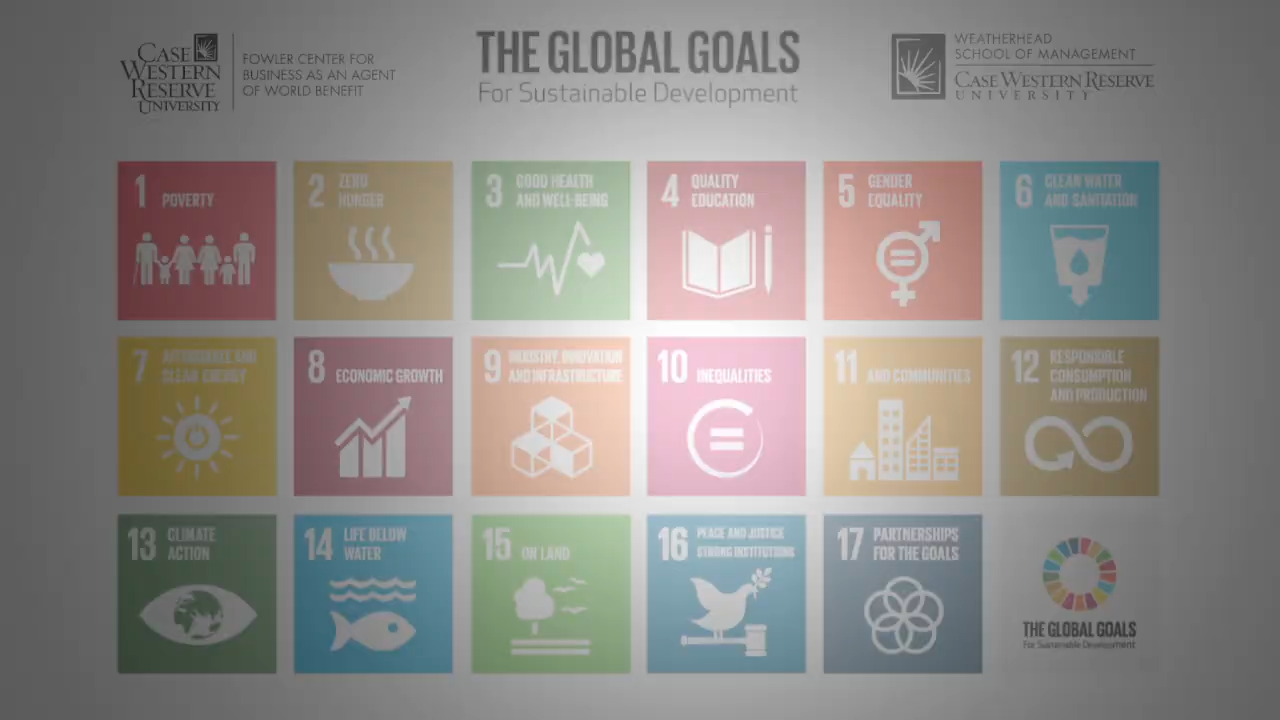 CASE
WESTERN
RESERVE
UNIVERSITY
FOWLER CENTER FOR
BUSINESS AS AN AGENT
OF WORLD BENEFIT
THE GLOBAL GOALS
For Sustainable Development
WEATHERHEAD
SCHOOL OF MANAGEMENT
CASE WESTERN RESERVE
UNIVERSITY
1 POVERTY
2 ZERO
HUNGER
3 GOOD HEALTH
AND WELL-BEING
4 QUALITY
EDUCATION
5 GENDER
EQUALITY
6 CLEAN WATER
AND SANITATION
7 AFFORDABLE AND
CLEAN ENERGY
8 ECONOMIC GROWTH
9 INDUSTRY, INNOVATION
AND INFRASTRUCTURE
10 INEQUALITIES
11 AND COMMUNITIES
12 RESPONSIBLE
CONSUMPTION
AND PRODUCTION
13 CLIMATE
ACTION
14 LIFE BELOW
WATER
15 ON LAND
16 PEACE AND JUSTICE
STRONG INSTITUTIONS
17 PARTNERSHIPS
FOR THE GOALS
THE GLOBAL GOALS
For Sustainable Development